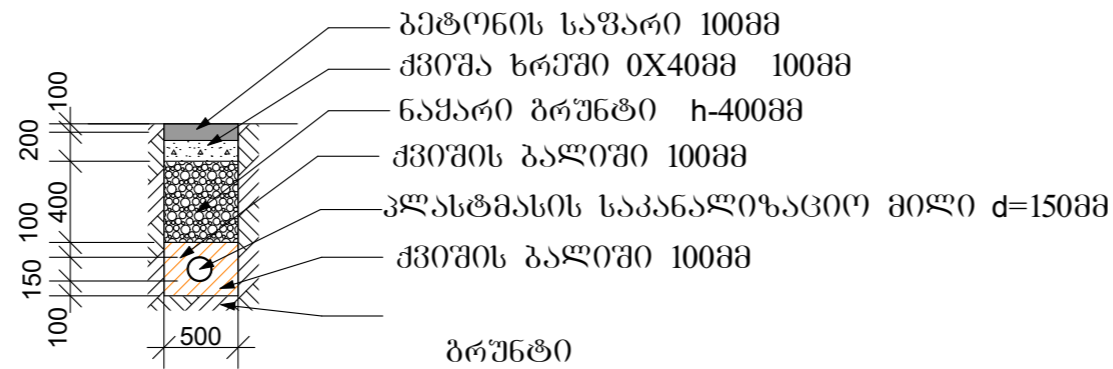 ბეტონის საფარი 100მმ
ქვიშა ხრეში 0X40მმ 100მმ
ნაყარი გრუნტი h-400მმ
ქვიშის ბალიში 100მმ
პლასტმასის საკანალიზაციო მილი d=150მმ
ქვიშის ბალიში 100მმ
გრუნტი
100
200
400
100
150
100
500